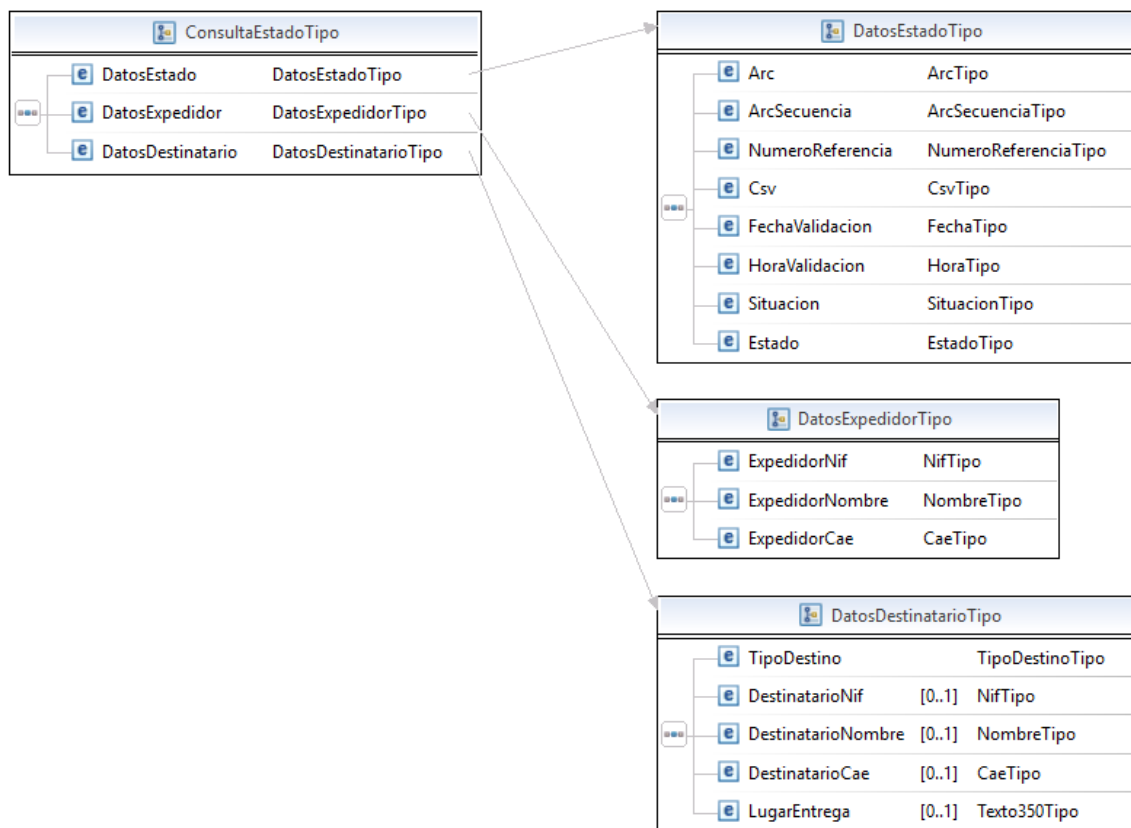 ConsultaEstadoTipo
e DatosEstado DatosEstadoTipo
e DatosExpedidor DatosExpedidorTipo
e DatosDestinatario DatosDestinatarioTipo
DatosEstadoTipo
e Arc ArcTipo
e ArcSecuencia ArcSecuenciaTipo
e NumeroReferencia NumeroReferenciaTipo
e Csv CsvTipo
e FechaValidacion FechaTipo
e HoraValidacion HoraTipo
e Situacion SituacionTipo
e Estado EstadoTipo
DatosExpedidorTipo
e ExpedidorNif NifTipo
e ExpedidorNombre NombreTipo
e ExpedidorCae CaeTipo
DatosDestinatarioTipo
e TipoDestino TipoDestinoTipo
e DestinatarioNif [0..1] NifTipo
e DestinatarioNombre [0..1] NombreTipo
e DestinatarioCae [0..1] CaeTipo
e LugarEntrega [0..1] Texto350Tipo